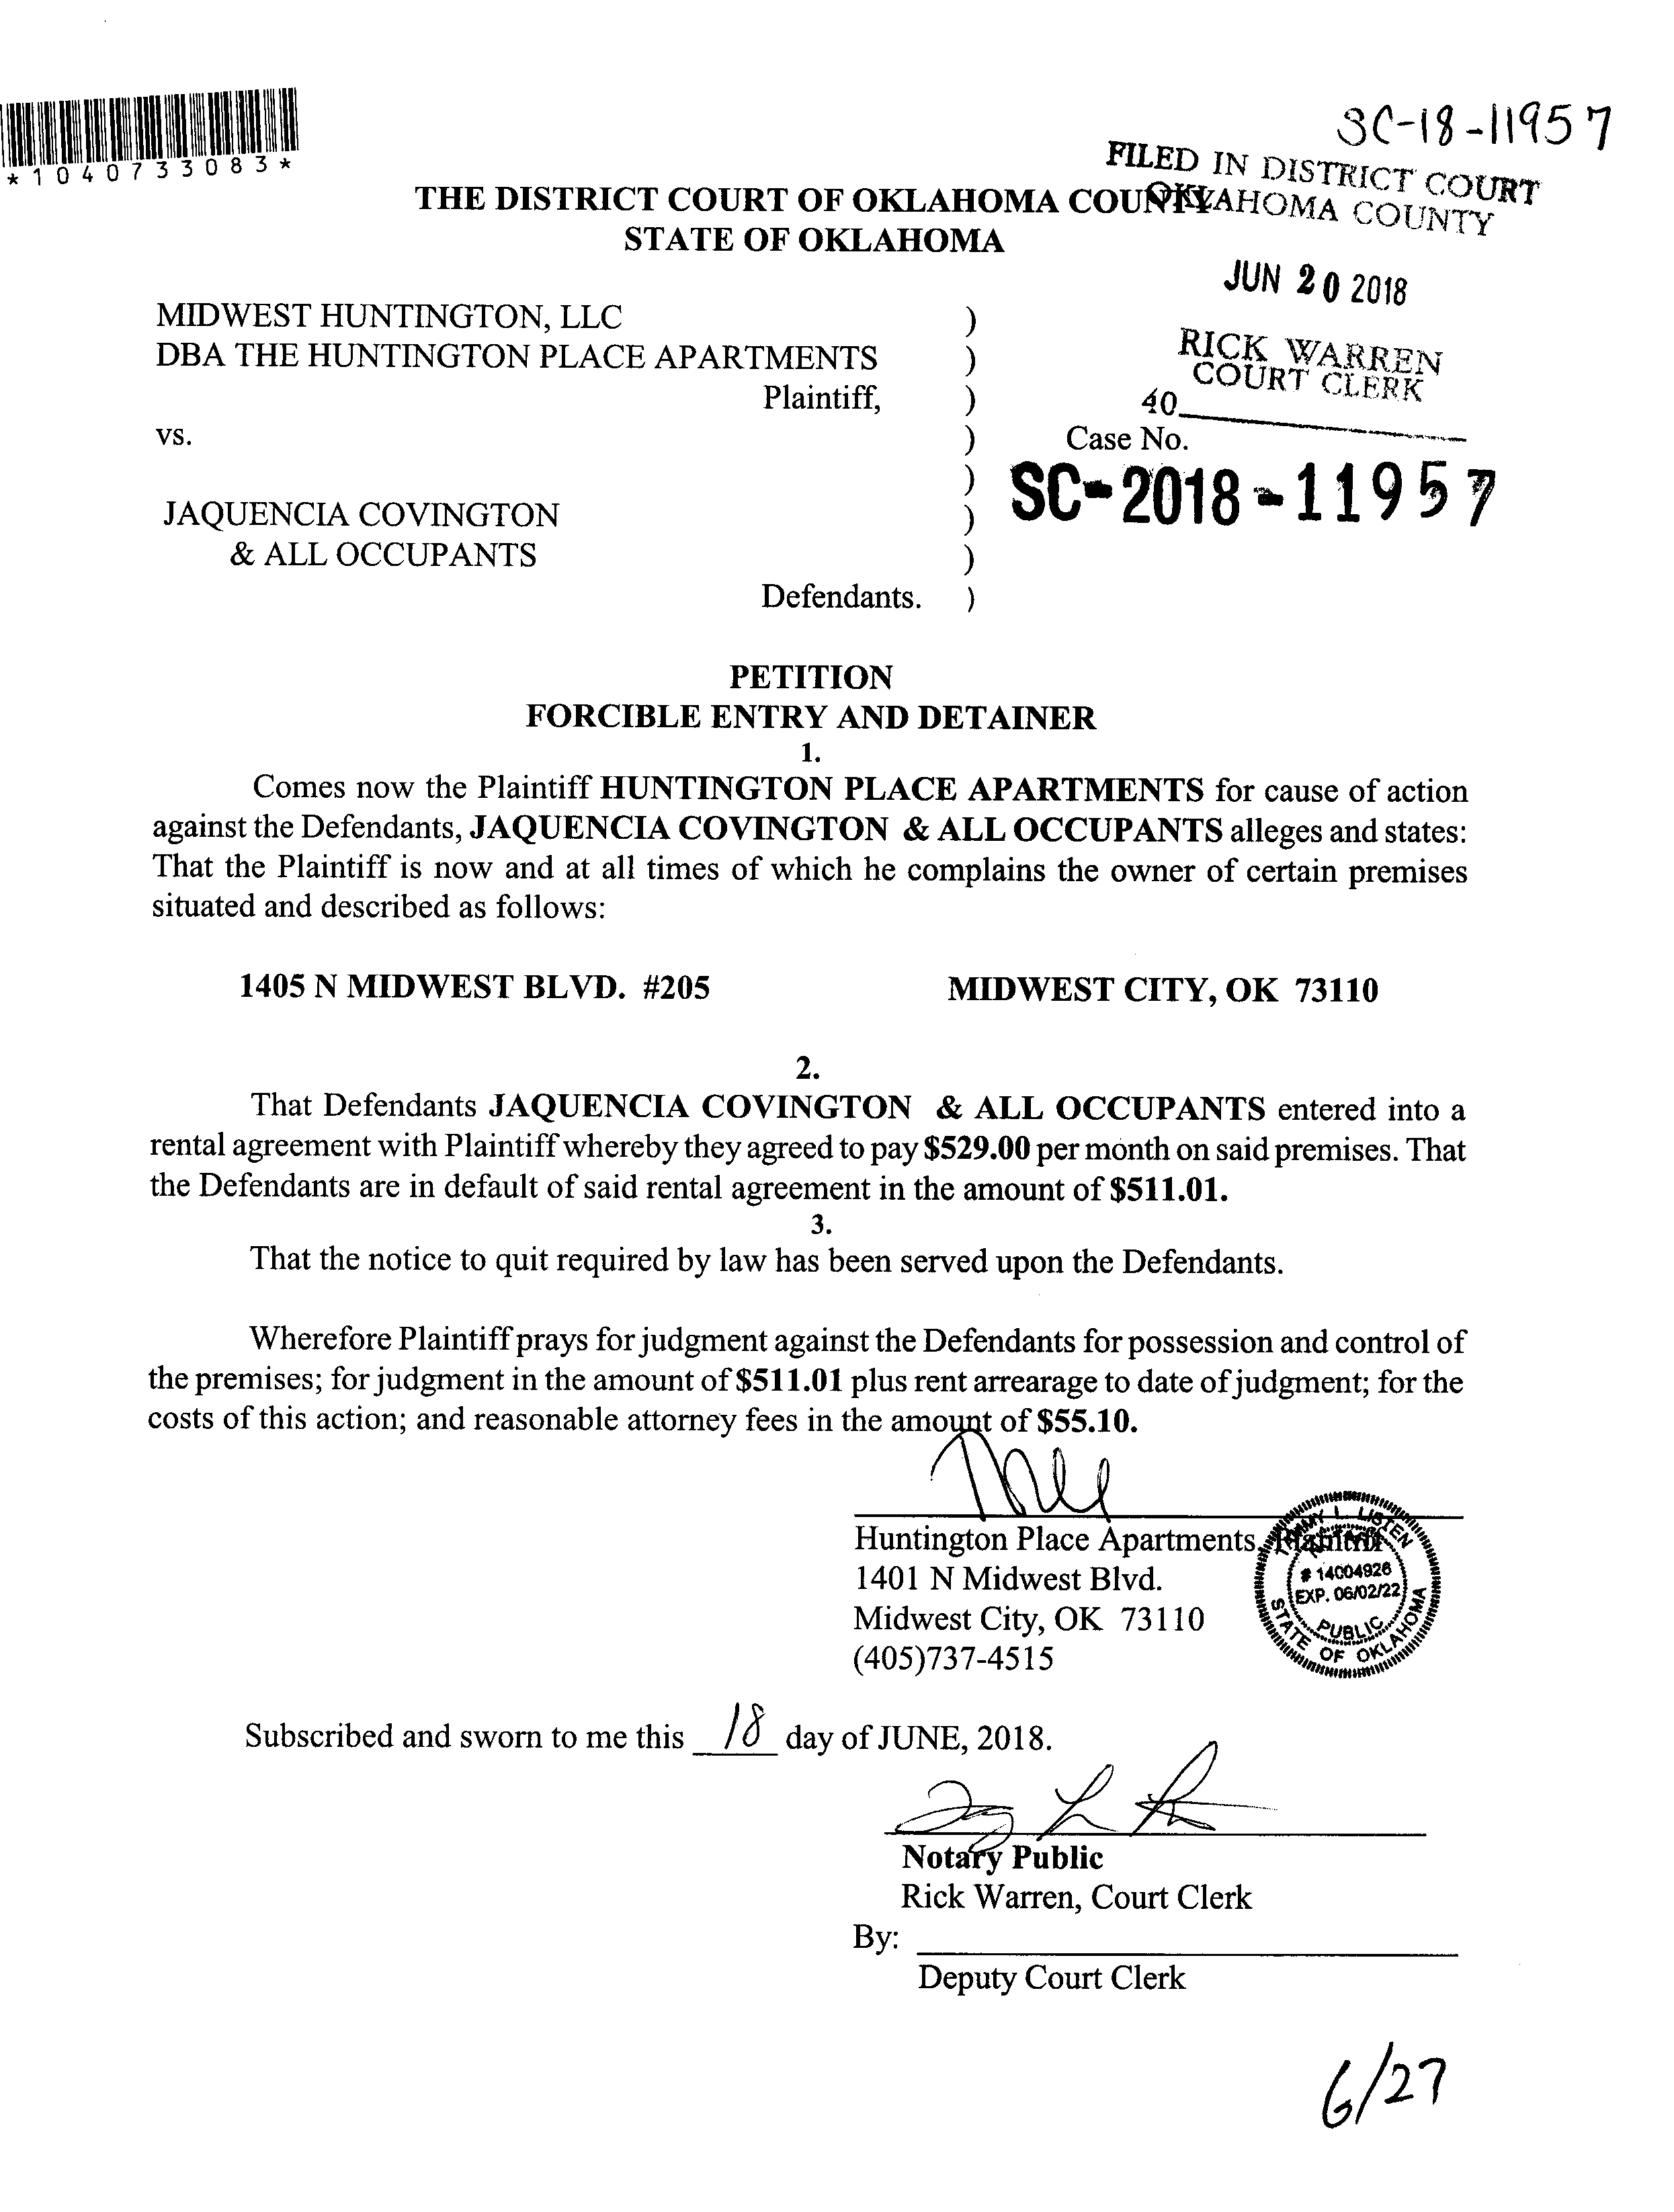 SC-18-11957
*1040733083*
FILED IN DISTRICT COURT
OKLAHOMA COUNTY
THE DISTRICT COURT OF OKLAHOMA COUNTY
STATE OF OKLAHOMA
JUN 20 2018
MIDWEST HUNTINGTON, LLC )
DBA THE HUNTINGTON PLACE APARTMENTS )
RICK WARREN
COURT CLERK
Plaintiff, )
40
vs. ) Case No.
) SC-2018-11957
JAQUENCIA COVINGTON )
& ALL OCCUPANTS )
Defendants. )
PETITION
FORCIBLE ENTRY AND DETAINER
1.
Comes now the Plaintiff HUNTINGTON PLACE APARTMENTS for cause of action
against the Defendants, JAQUENCIA COVINGTON & ALL OCCUPANTS alleges and states:
That the Plaintiff is now and at all times of which he complains the owner of certain premises
situated and described as follows:
1405 N MIDWEST BLVD. #205 MIDWEST CITY, OK 73110
2.
That Defendants JAQUENCIA COVINGTON & ALL OCCUPANTS entered into a
rental agreement with Plaintiff whereby they agreed to pay $529.00 per month on said premises. That
the Defendants are in default of said rental agreement in the amount of $511.01.
3.
That the notice to quit required by law has been served upon the Defendants.
Wherefore Plaintiff prays for judgment against the Defendants for possession and control of
the premises; for judgment in the amount of $511.01 plus rent arrearage to date of judgment; for the
costs of this action; and reasonable attorney fees in the amount of $55.10.
Huntington Place Apartments, Plaintiff
1401 N Midwest Blvd.
Midwest City, OK 73110
(405)737-4515
TAMMY L. LISTEN
NOTARY
# 14004926
EXP. 06/02/22
PUBLIC
STATE OF OKLAHOMA
Subscribed and sworn to me this 18 day of JUNE, 2018.
Notary Public
Rick Warren, Court Clerk
By:
Deputy Court Clerk
6/27